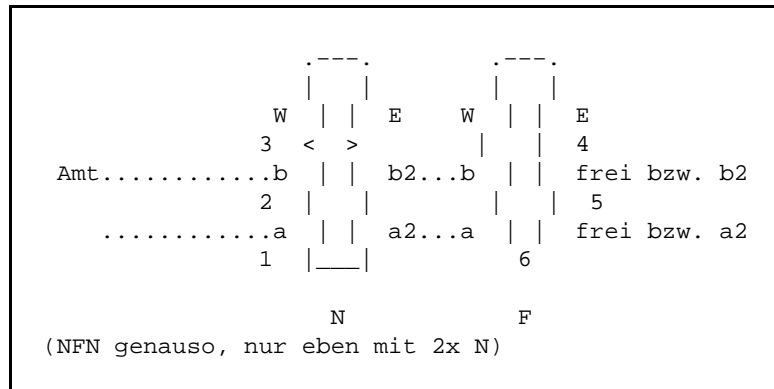 .---. .---.
| | | |
W | | E W | | E
3 < > | | 4
Amt............b | | b2...b | | frei bzw. b2
2 | | | | 5
............a | | a2...a | | frei bzw. a2
1 |___| 6
N F
(NFN genauso, nur eben mit 2x N)